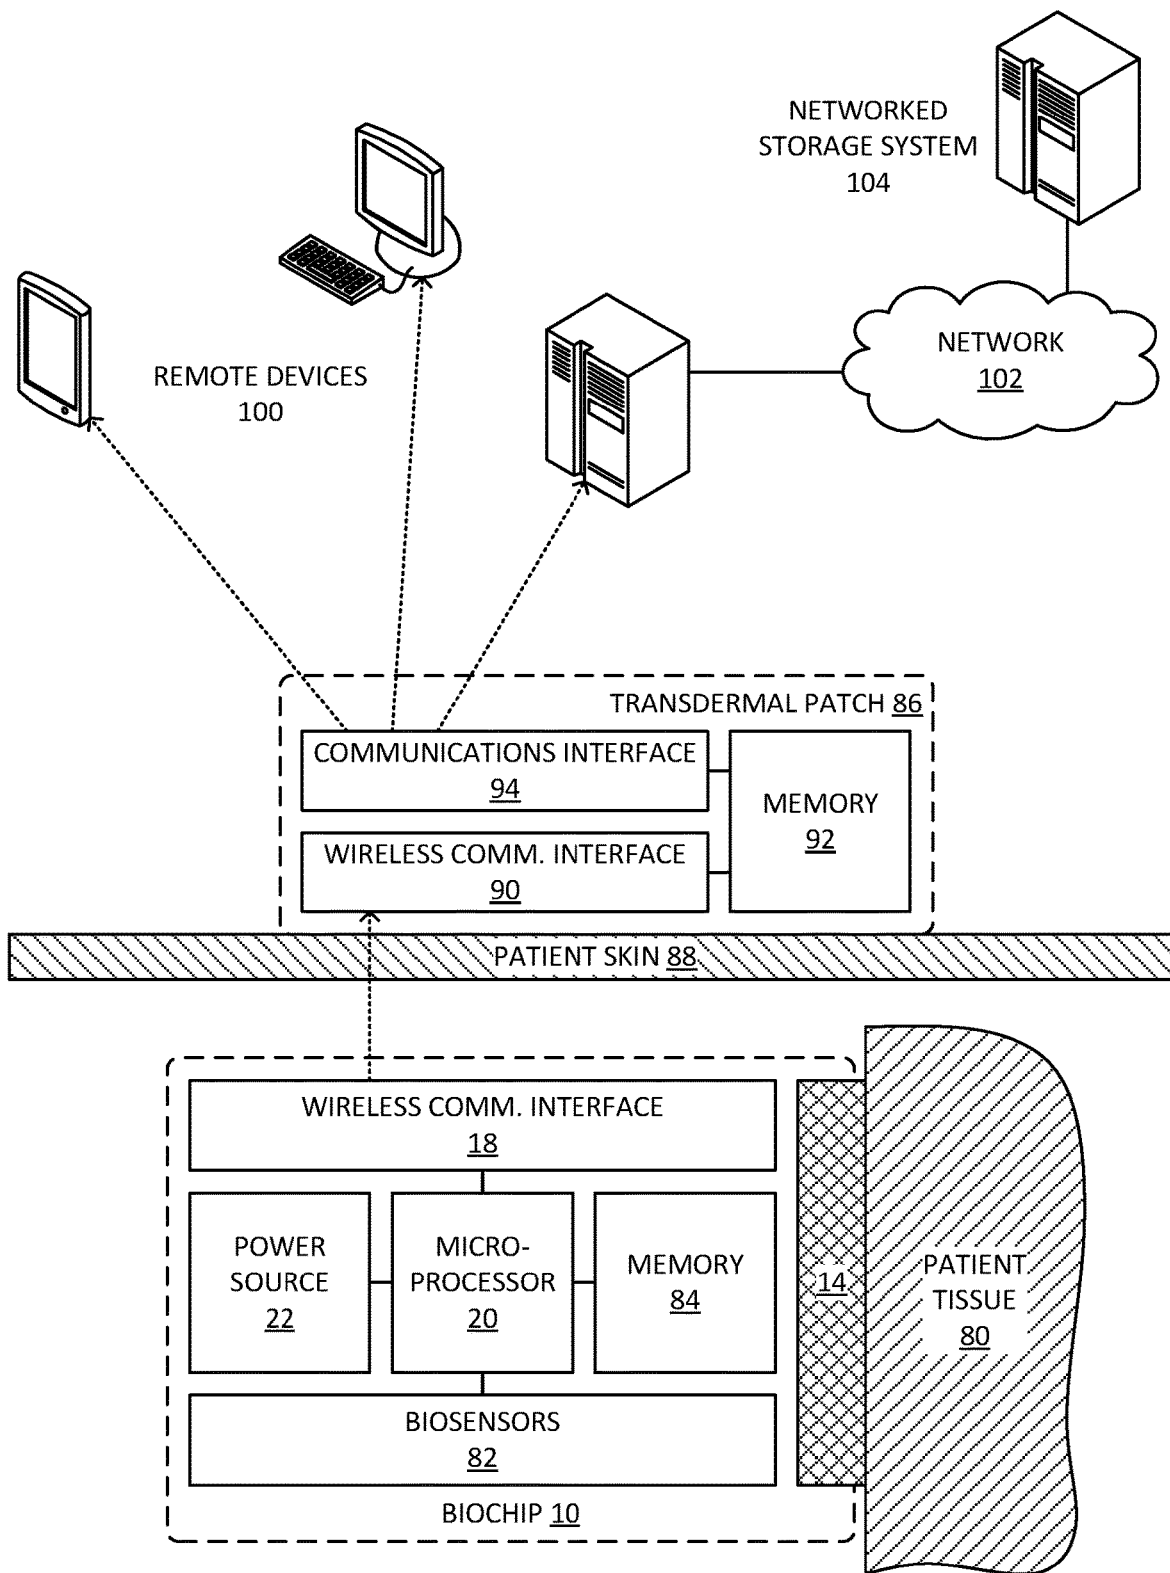 NETWORKED
STORAGE SYSTEM
104
NETWORK
102
REMOTE DEVICES
100
TRANSDERMAL PATCH 86
COMMUNICATIONS INTERFACE
94
MEMORY
92
WIRELESS COMM. INTERFACE
90
PATIENT SKIN 88
WIRELESS COMM. INTERFACE
18
POWER
SOURCE
22
MICRO-
PROCESSOR
20
MEMORY
84
14
PATIENT
TISSUE
80
BIOSENSORS
82
BIOCHIP 10